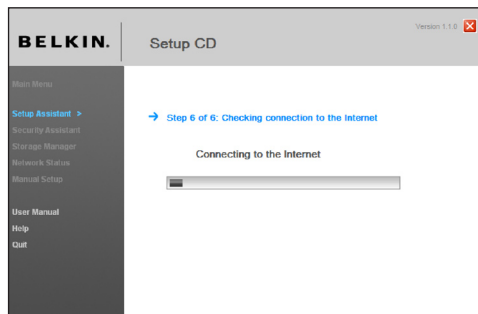 Version 1.1.0
BELKIN.
Setup CD
Main Menu
Setup Assistant >
Security Assistant
Storage Manager
Network Status
Manual Setup
User Manual
Help
Quit
Step 6 of 6: Checking connection to the Internet
Connecting to the Internet